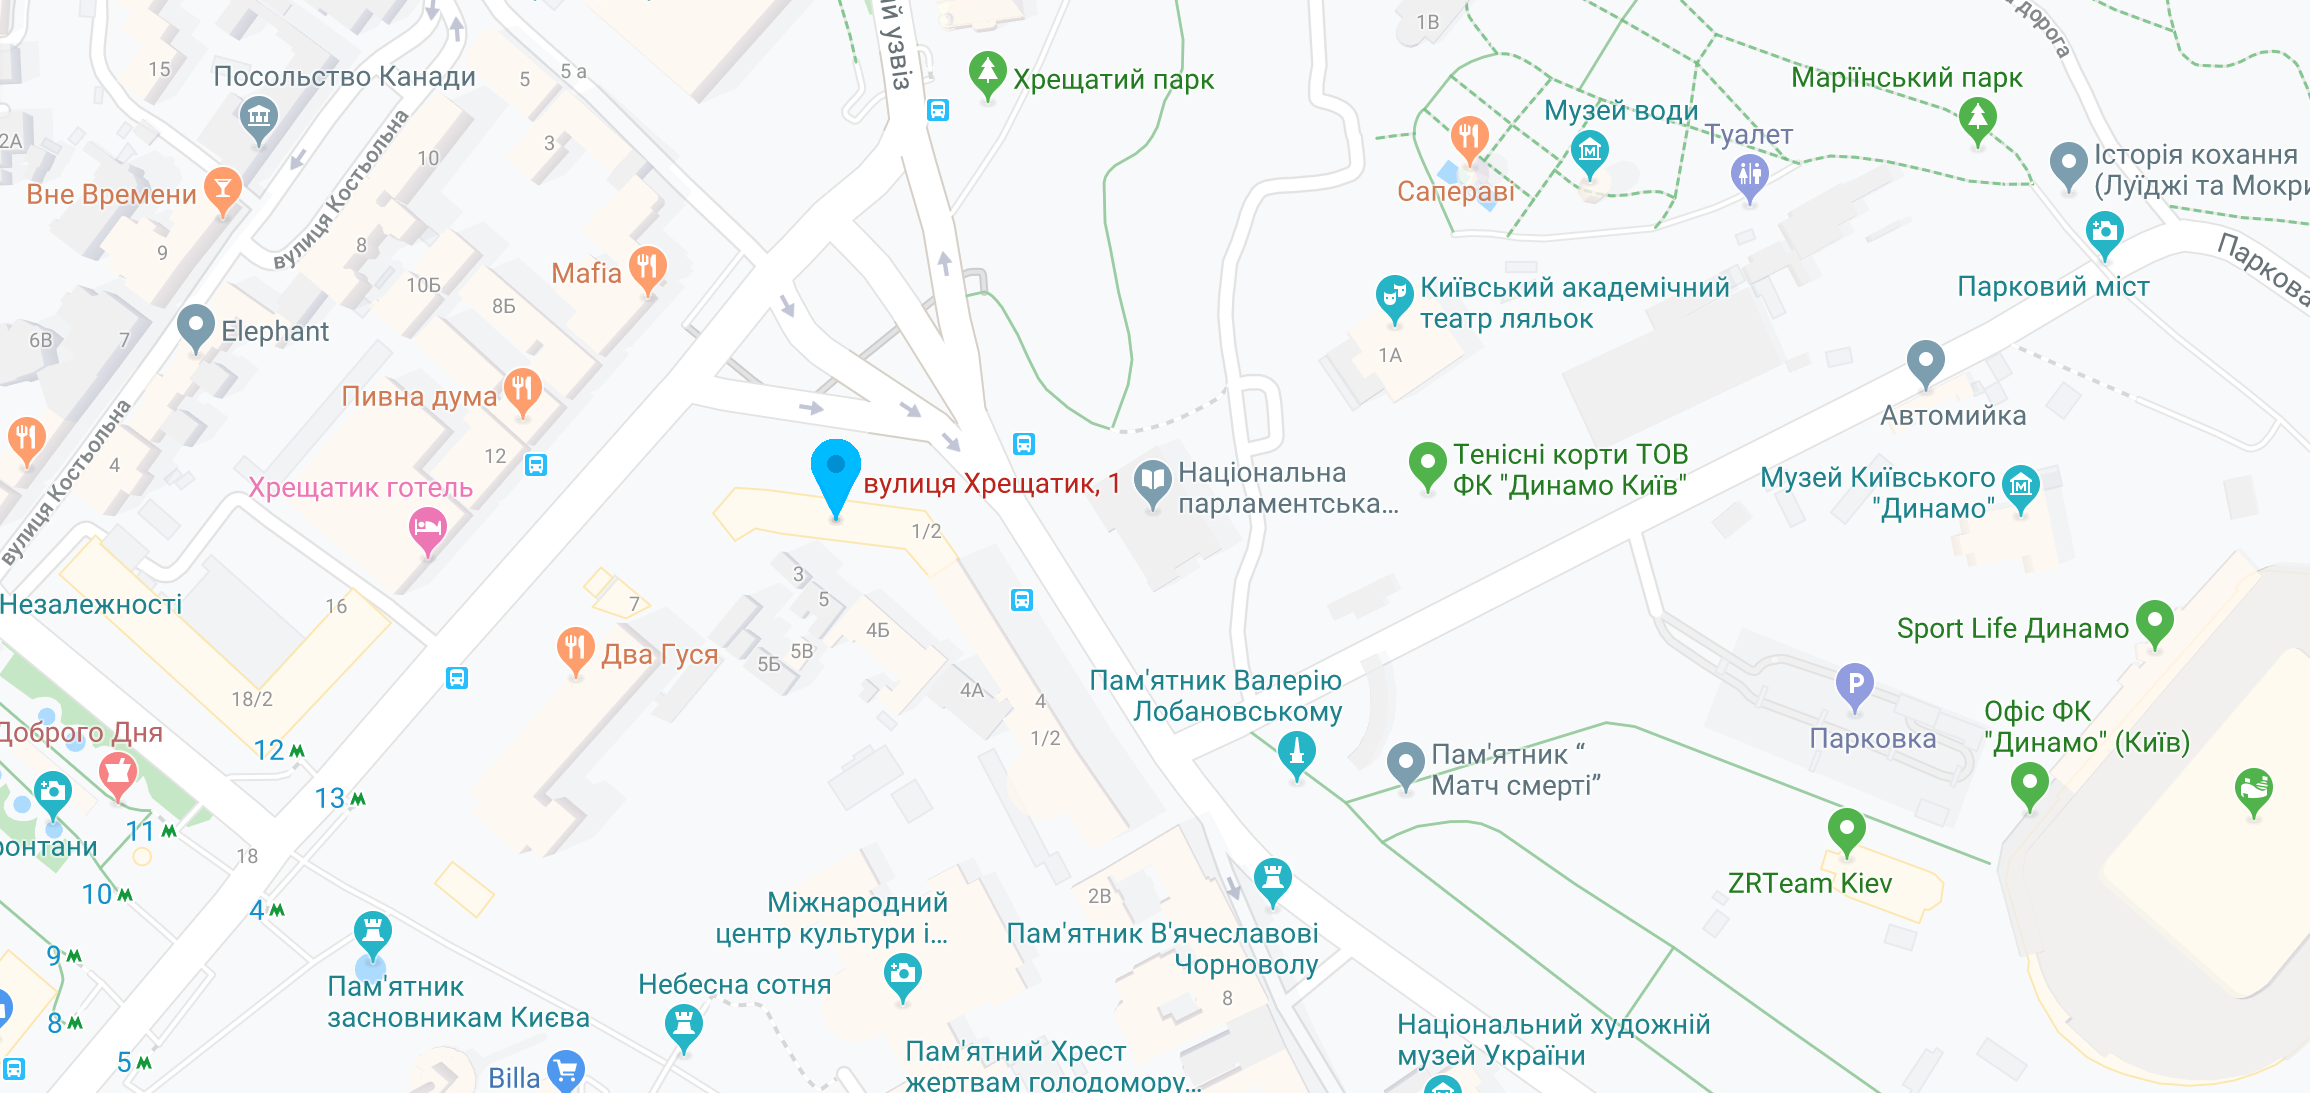 ий узвіз
1В
а дорога
15
Посольство Канади
5
5 а
Хрещатий парк
Маріїнський парк
Музей води
Туалет
2А
3
10
вулиця Костьольна
Історія кохання
(Луїджі та Мокри
Вне Времени
Сапераві
9
8
Mafia
10Б
8Б
Київський академічний
театр ляльок
Парковий міст
Паркова
6В
7
Elephant
1А
Пивна дума
Автомийка
вулиця Костьольна
4
12
Хрещатик готель
вулиця Хрещатик, 1
Національна
парламентська...
Тенісні корти ТОВ
ФК "Динамо Київ"
Музей Київського
"Динамо"
1/2
3
5
7
16
Незалежності
4Б
5В
5Б
Два Гуся
Sport Life Динамо
18/2
4А
4
1/2
Пам'ятник Валерію
Лобановському
Пам'ятник “
Матч смерті”
P
Парковка
Офіс ФК
"Динамо" (Київ)
Доброго Дня
12
13
11
онтани
18
10
4
2В
ZRTeam Kiev
Міжнародний
центр культури і...
Пам'ятник В'ячеславові
Чорноволу
9
8
5
Пам'ятник
засновникам Києва
Небесна сотня
8
Національний художній
музей України
Пам'ятний Хрест
жертвам голодомору...
Billa